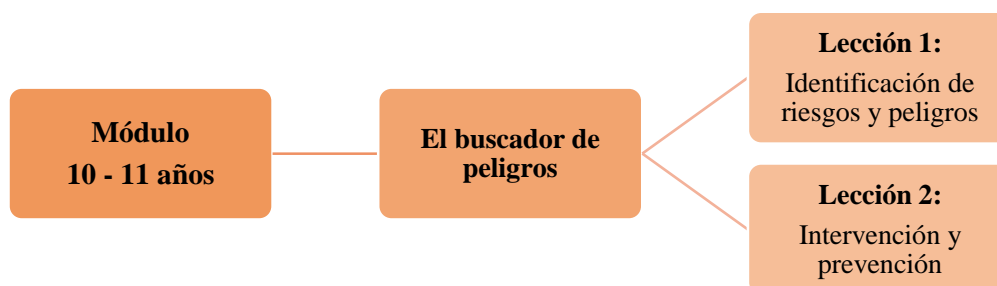 Módulo
10 - 11 años
El buscador de
peligros
Lección 1:
Identificación de
riesgos y peligros
Lección 2:
Intervención y
prevención